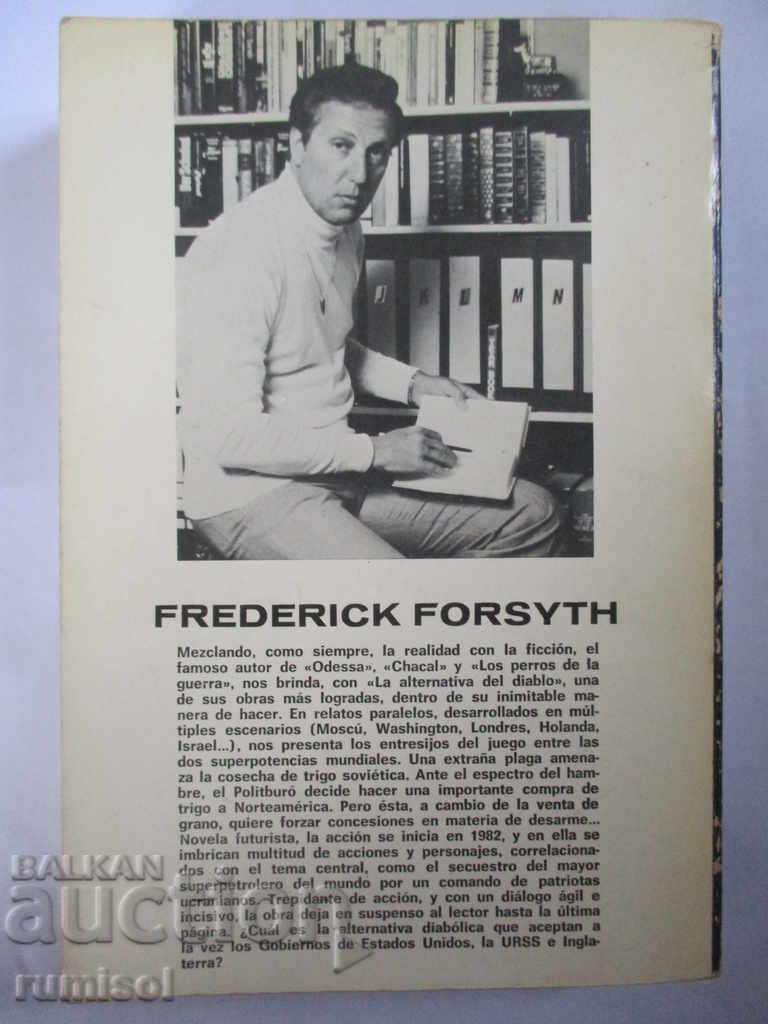 J K L M N
FREDERICK FORSYTH
Mezclando, como siempre, la realidad con la ficción, el
famoso autor de «Odessa», «Chacal» y «Los perros de la
guerra», nos brinda, con «La alternativa del diablo», una
de sus obras más logradas, dentro de su inimitable ma-
nera de hacer. En relatos paralelos, desarrollados en múl-
tiples escenarios (Moscú, Washington, Londres, Holanda,
Israel...), nos presenta los entresijos del juego entre las
dos superpotencias mundiales. Una extraña plaga amena-
za la cosecha de trigo soviética. Ante el espectro del ham-
bre, el Politburó decide hacer una importante compra de
trigo a Norteamérica. Pero ésta, a cambio de la venta de
grano, quiere forzar concesiones en materia de desarme...
Novela futurista, la acción se inicia en 1982, y en ella se
imbrican multitud de acciones y personajes, correlaciona-
dos con el tema central, como el secuestro del mayor
superpetrolero del mundo por un comando de patriotas
ucranianos. Trepidante de acción, y con un diálogo ágil e
incisivo, la obra deja en suspenso al lector hasta la última
página. ¿Cuál es la alternativa diabólica que aceptan a
la vez los Gobiernos de Estados Unidos, la URSS e Ingla-
terra?
BALKAN
auction
rumisol